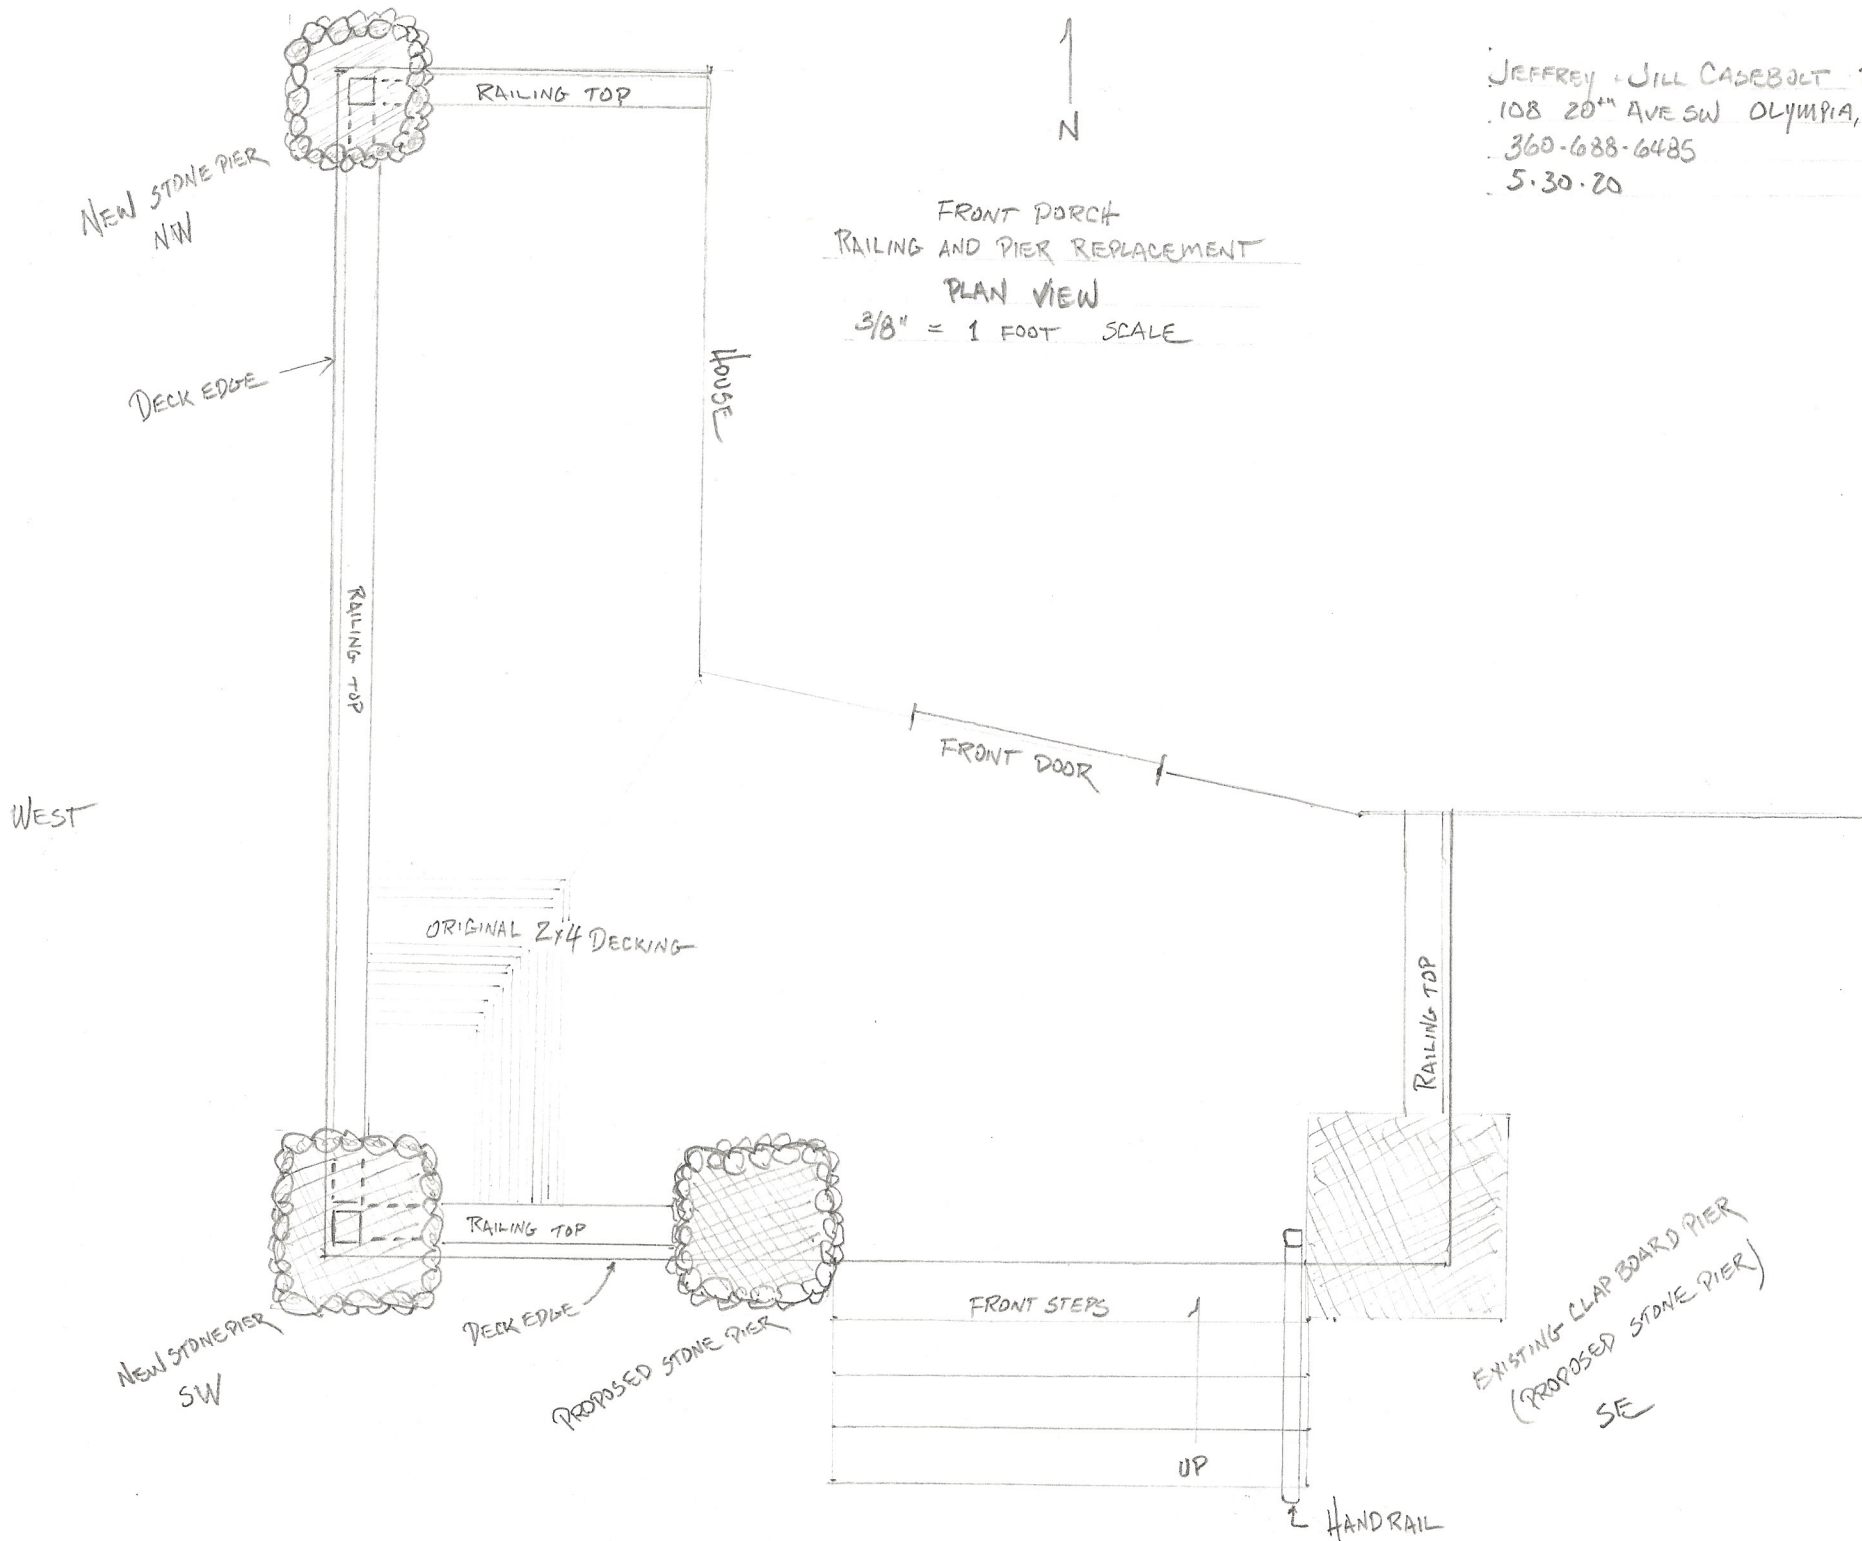 JEFFREY + JILL CASEBOLT
108 20TH AVE SW OLYMPIA,
360-688-6485
5.30.20
N
FRONT PORCH
RAILING AND PIER REPLACEMENT
PLAN VIEW
3/8" = 1 FOOT SCALE
RAILING TOP
NEW STONE PIER
NW
DECK EDGE
HOUSE
RAILING TOP
FRONT DOOR
WEST
ORIGINAL 2x4 DECKING
RAILING TOP
RAILING TOP
FRONT STEPS
DECK EDGE
NEW STONE PIER
SW
PROPOSED STONE PIER
EXISTING CLAPBOARD PIER
(PROPOSED STONE PIER)
SE
UP
HANDRAIL